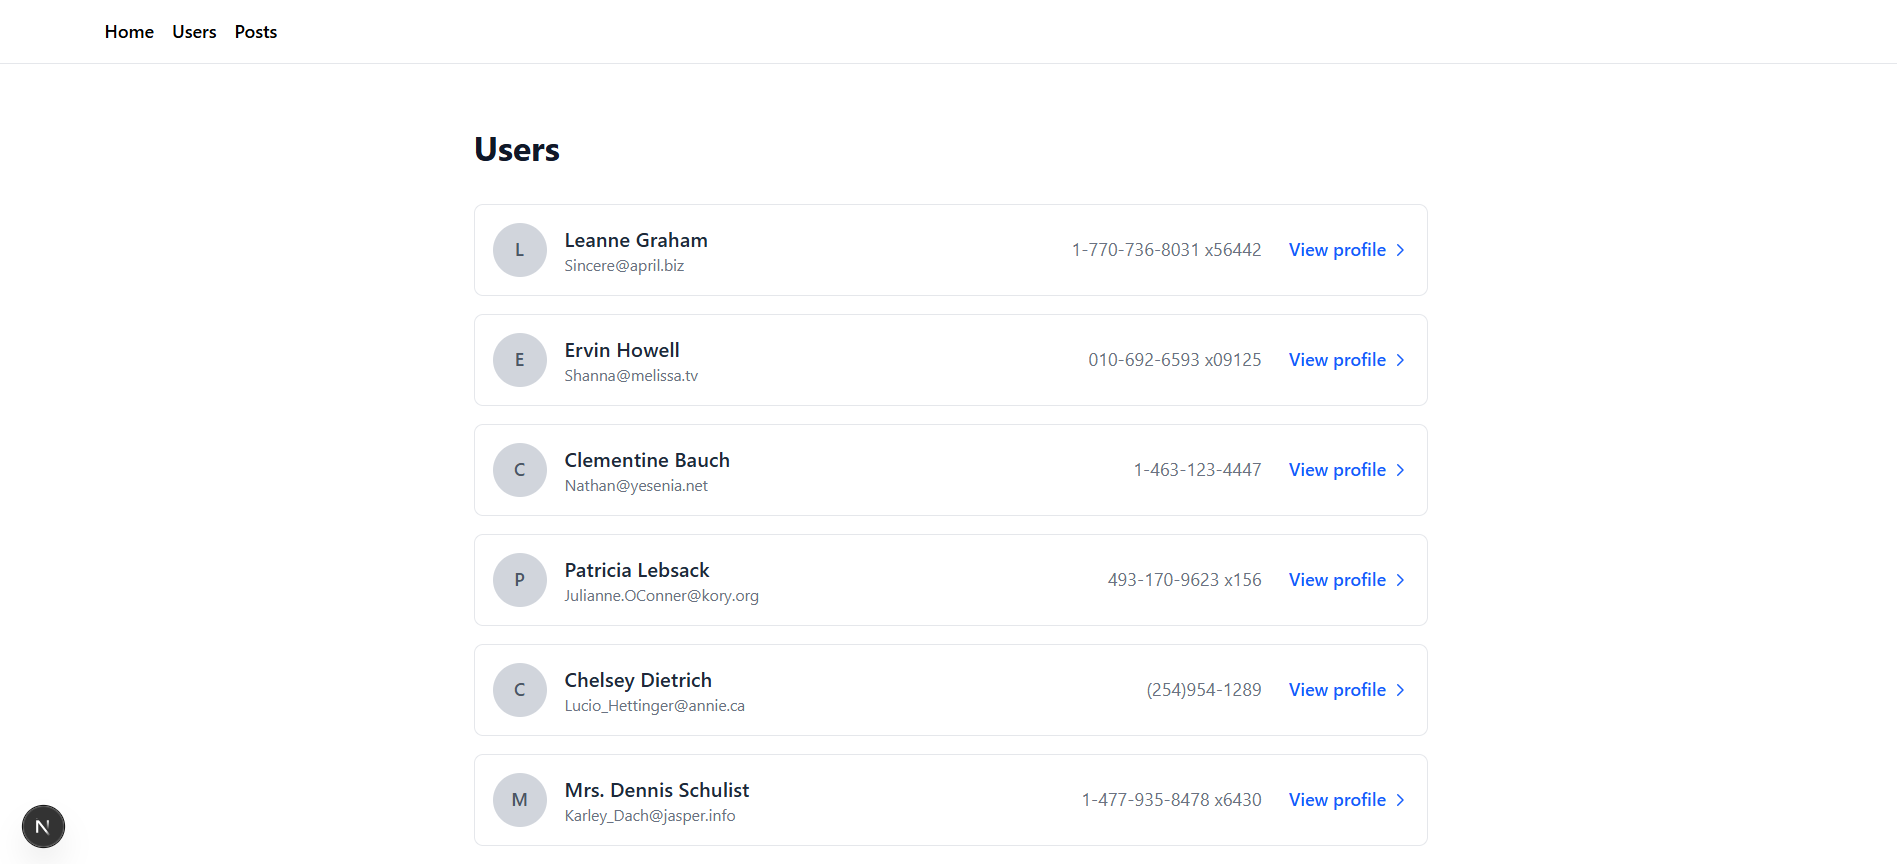 Home Users Posts
Users
L
Leanne Graham
Sincere@april.biz
1-770-736-8031 x56442
View profile
E
Ervin Howell
Shanna@melissa.tv
010-692-6593 x09125
View profile
C
Clementine Bauch
Nathan@yesenia.net
1-463-123-4447
View profile
P
Patricia Lebsack
Julianne.OConner@kory.org
493-170-9623 x156
View profile
C
Chelsey Dietrich
Lucio_Hettinger@annie.ca
(254)954-1289
View profile
M
Mrs. Dennis Schulist
Karley_Dach@jasper.info
1-477-935-8478 x6430
View profile
N